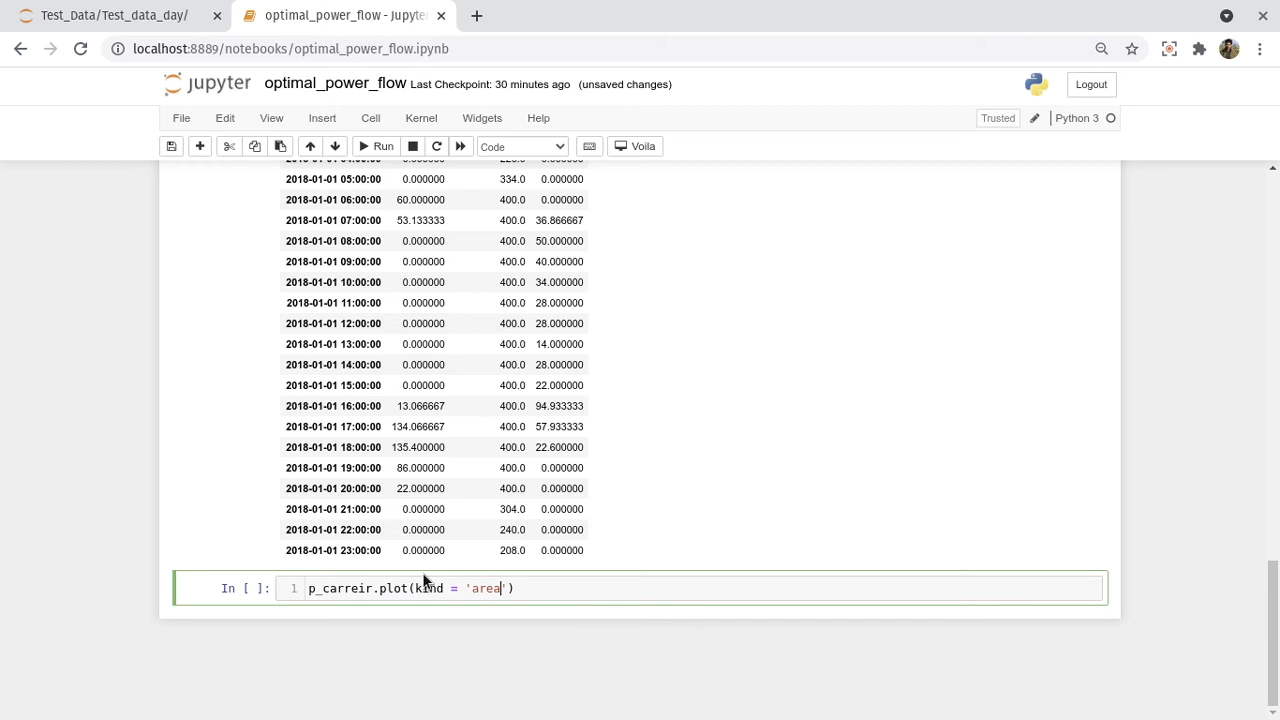 Test_Data/Test_data_day/
optimal_power_flow - Jupyte
localhost:8889/notebooks/optimal_power_flow.ipynb
jupyter optimal_power_flow Last Checkpoint: 30 minutes ago (unsaved changes)
Logout
File Edit View Insert Cell Kernel Widgets Help
Trusted Python 3
Run Code Voila
2018-01-01 05:00:00 0.000000 334.0 0.000000
2018-01-01 06:00:00 60.000000 400.0 0.000000
2018-01-01 07:00:00 53.133333 400.0 36.866667
2018-01-01 08:00:00 0.000000 400.0 50.000000
2018-01-01 09:00:00 0.000000 400.0 40.000000
2018-01-01 10:00:00 0.000000 400.0 34.000000
2018-01-01 11:00:00 0.000000 400.0 28.000000
2018-01-01 12:00:00 0.000000 400.0 28.000000
2018-01-01 13:00:00 0.000000 400.0 14.000000
2018-01-01 14:00:00 0.000000 400.0 28.000000
2018-01-01 15:00:00 0.000000 400.0 22.000000
2018-01-01 16:00:00 13.066667 400.0 94.933333
2018-01-01 17:00:00 134.066667 400.0 57.933333
2018-01-01 18:00:00 135.400000 400.0 22.600000
2018-01-01 19:00:00 86.000000 400.0 0.000000
2018-01-01 20:00:00 22.000000 400.0 0.000000
2018-01-01 21:00:00 0.000000 304.0 0.000000
2018-01-01 22:00:00 0.000000 240.0 0.000000
2018-01-01 23:00:00 0.000000 208.0 0.000000
In [ ]: 1 p_carreir.plot(kind = 'area')